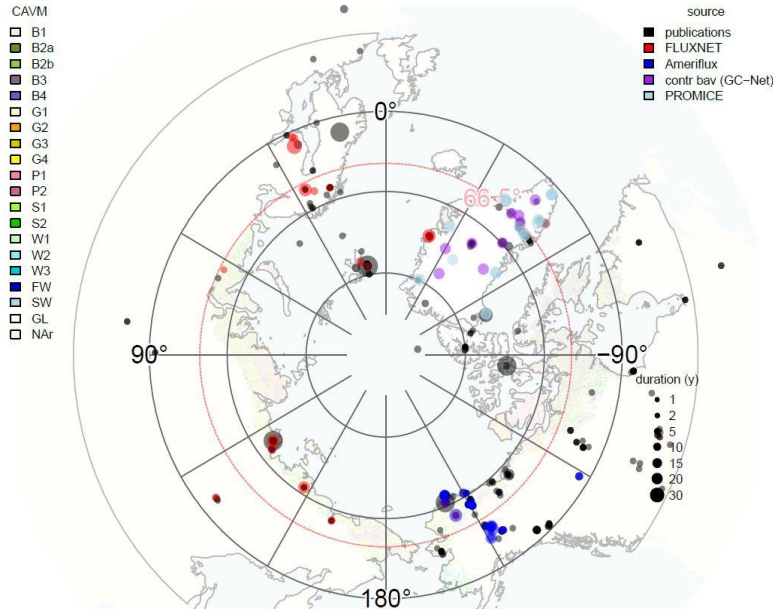 CAVM
B1
B2a
B2b
B3
B4
G1
G2
G3
G4
P1
P2
S1
S2
W1
W2
W3
FW
SW
GL
NAr
source
publications
FLUXNET
Ameriflux
contr bav (GC−Net)
PROMICE
0°
66.5°
90°
−90°
180°
duration (y)
1
2
5
10
15
20
30